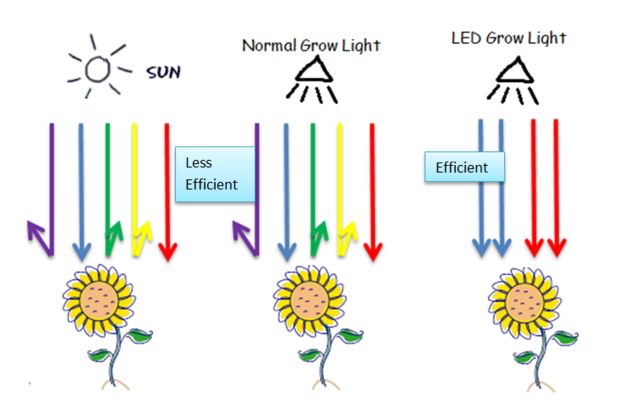 SUN
Normal Grow Light
LED Grow Light
Less
Efficient
Efficient